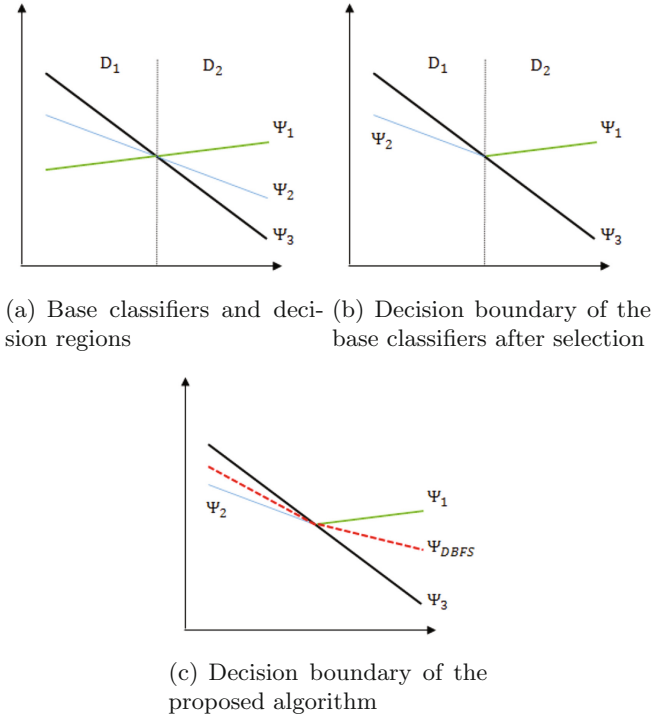 D₁ D₂
Ψ₁
Ψ₂
Ψ₃
(a) Base classifiers and deci-
sion regions
D₁ D₂
Ψ₁
Ψ₂
Ψ₃
(b) Decision boundary of the
base classifiers after selection
Ψ₁
Ψ₂
Ψ_DBFS
Ψ₃
(c) Decision boundary of the
proposed algorithm